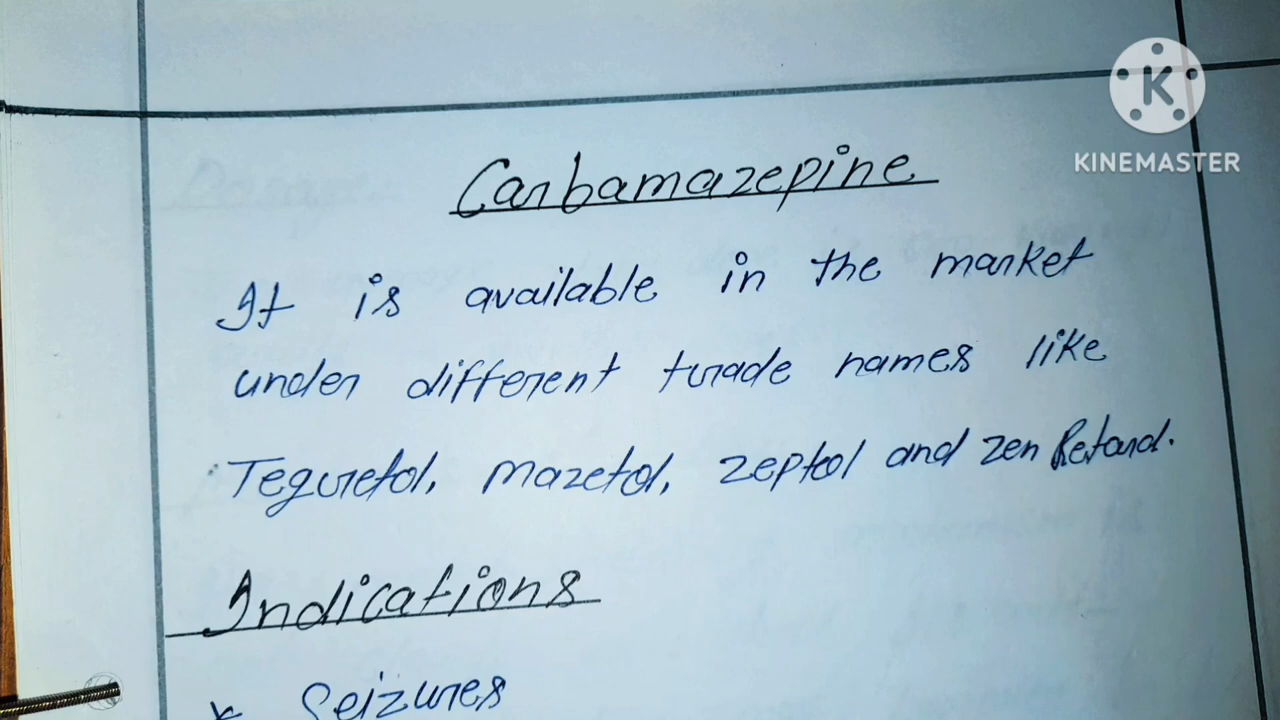 KINEMASTER
Carbamazepine
It is available in the market
under different trade names like
Teguretol, Mazetol, Zeptol and Zen Retard.
Indications
* Seizures